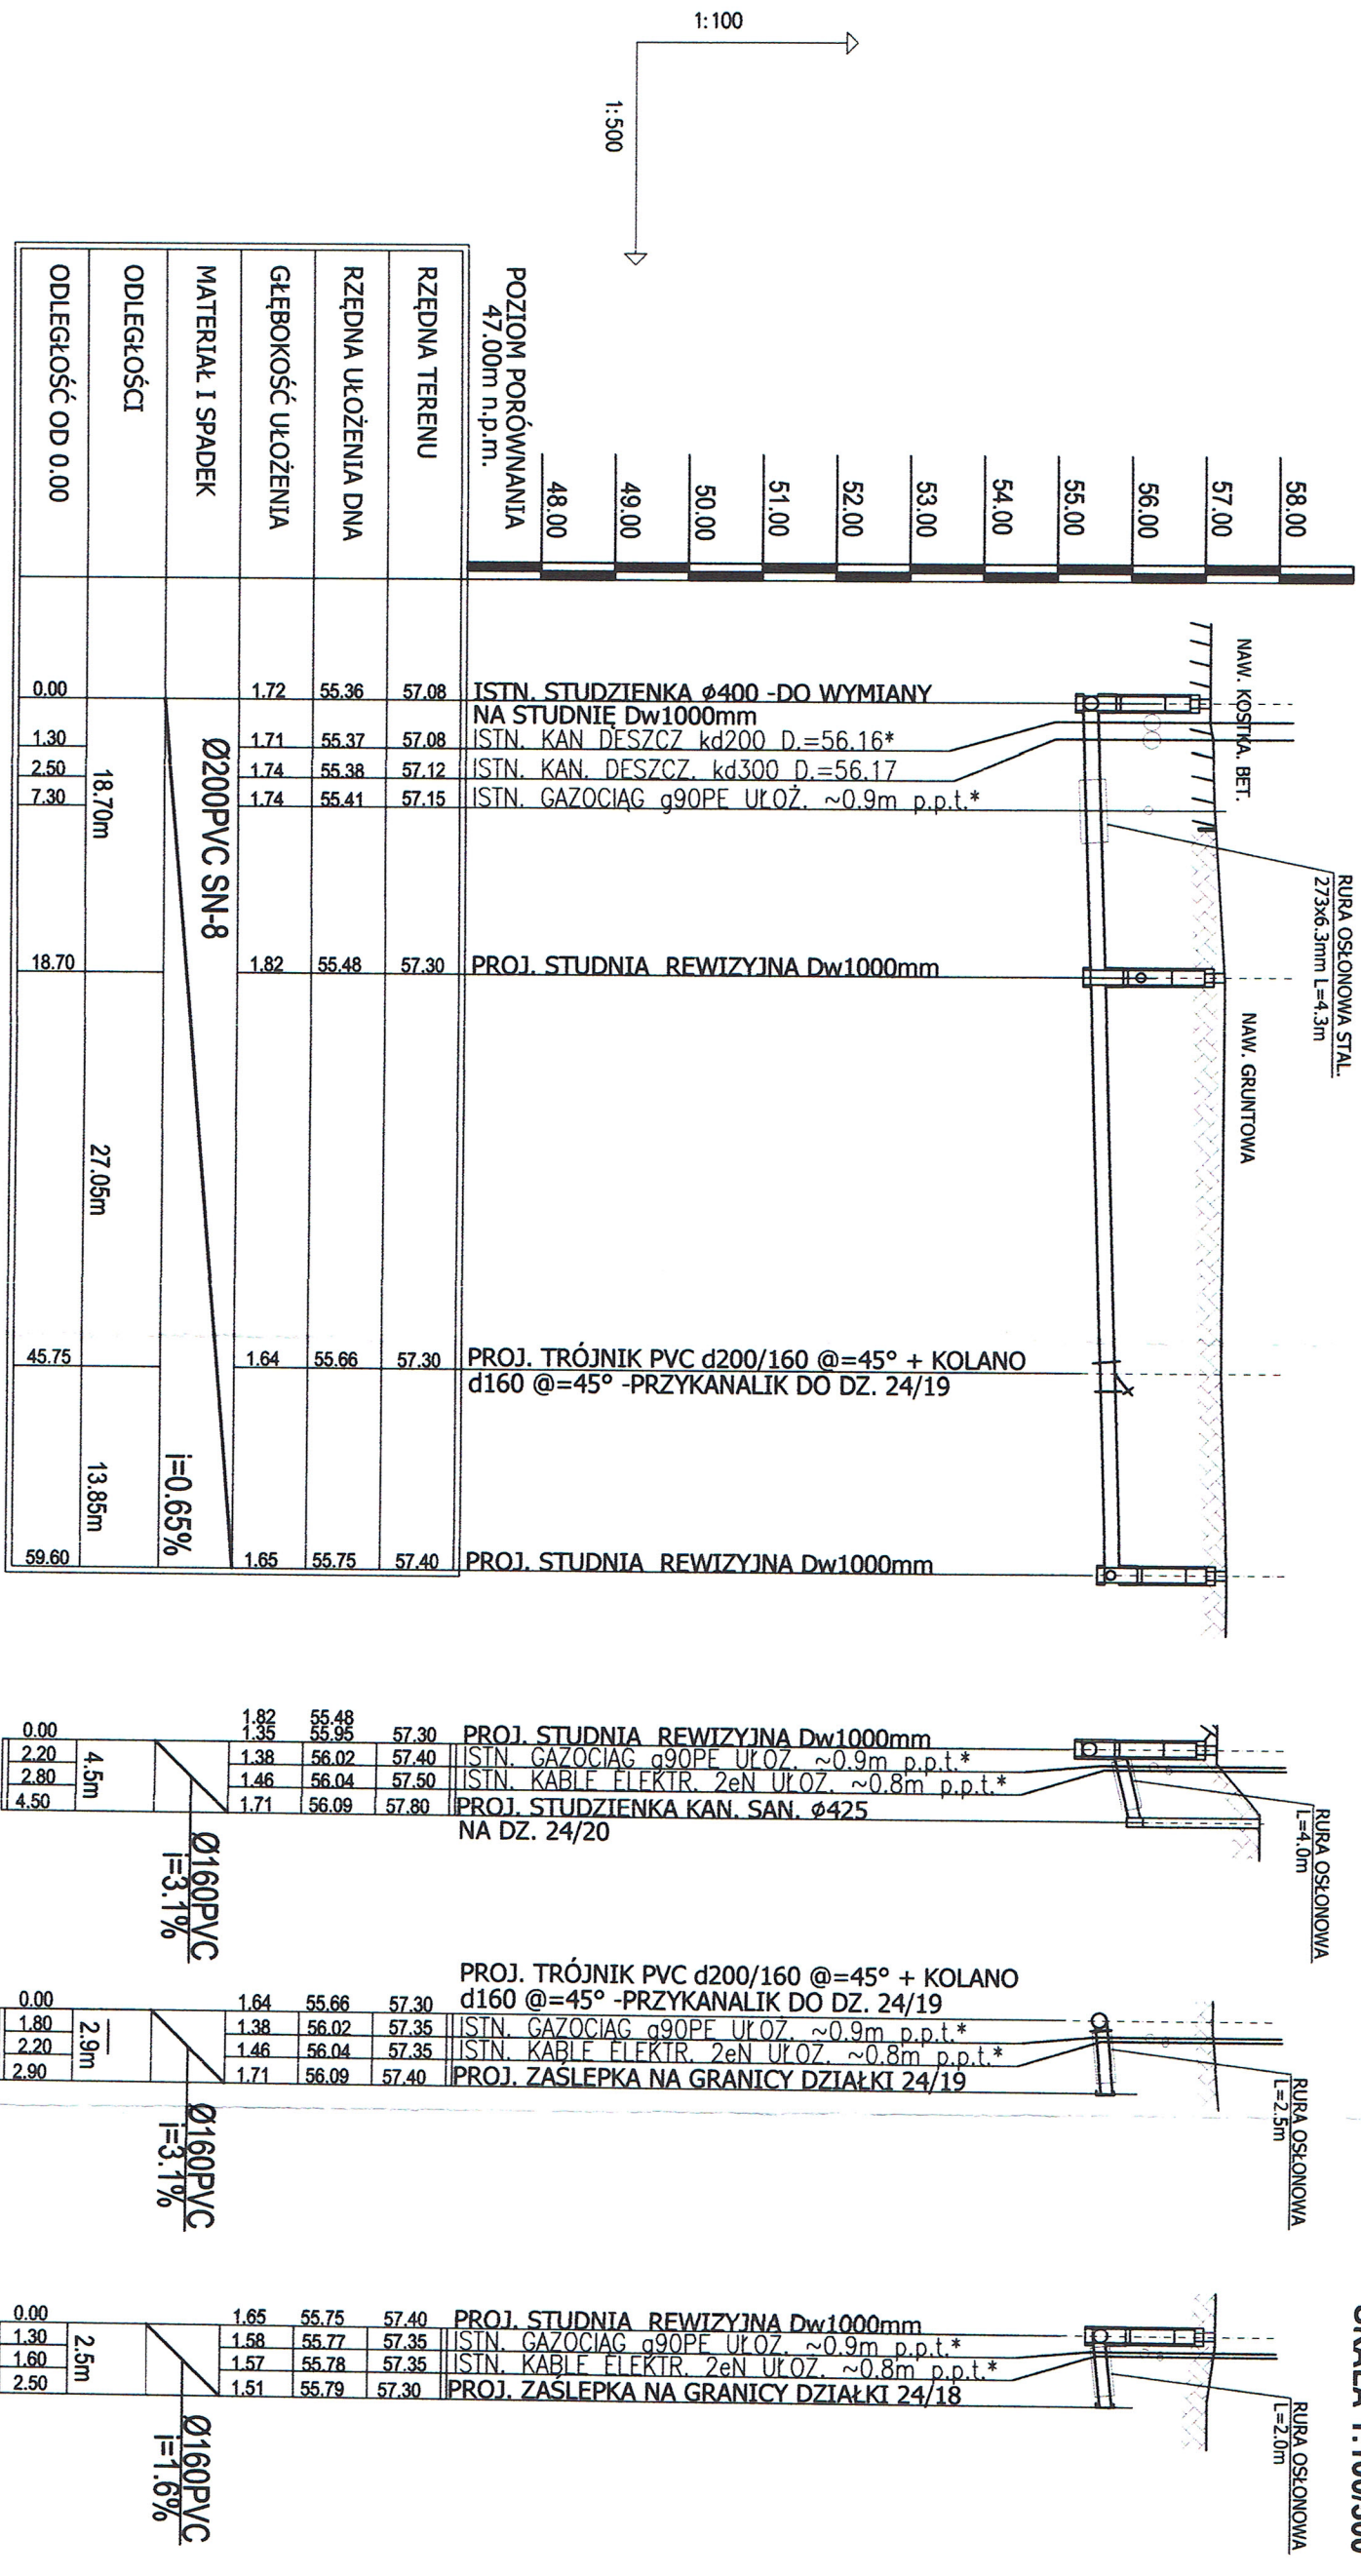 1:100
1:500
SKALA 1:100/500
58.00
57.00
56.00
55.00
54.00
53.00
52.00
51.00
50.00
49.00
48.00
POZIOM PORÓWNANIA
47.00m n.p.m.
RZĘDNA TERENU
RZĘDNA UŁOŻENIA DNA
GŁĘBOKOŚĆ UŁOŻENIA
MATERIAŁ I SPADEK
ODLEGŁOŚCI
ODLEGŁOŚĆ OD 0.00
NAW. KOSTKA. BET.
RURA OSŁONOWA STAL.
273x6.3mm L=4.3m
NAW. GRUNTOWA
0.00 1.72 55.36 57.08 ISTN. STUDZIENKA ø400 -DO WYMIANY
NA STUDNIĘ Dw1000mm
1.30 1.71 55.37 57.08 ISTN. KAN DESZCZ kd200 D.=56.16*
2.50 1.74 55.38 57.12 ISTN. KAN. DESZCZ. kd300 D.=56.17
7.30 1.74 55.41 57.15 ISTN. GAZOCIĄG g90PE UŁOŻ. ~0.9m p.p.t.*
18.70m
Ø200PVC SN-8
18.70 1.82 55.48 57.30 PROJ. STUDNIA REWIZYJNA Dw1000mm
27.05m
45.75 1.64 55.66 57.30 PROJ. TRÓJNIK PVC d200/160 @=45° + KOLANO
d160 @=45° -PRZYKANALIK DO DZ. 24/19
13.85m
i=0.65%
59.60 1.65 55.75 57.40 PROJ. STUDNIA REWIZYJNA Dw1000mm
1.82 55.48
0.00 1.35 55.95 57.30 PROJ. STUDNIA REWIZYJNA Dw1000mm
2.20 1.38 56.02 57.40 ISTN. GAZOCIĄG g90PE UŁOŻ. ~0.9m p.p.t.*
2.80 1.46 56.04 57.50 ISTN. KABLE ELEKTR. 2eN UŁOŻ. ~0.8m p.p.t.*
4.50 1.71 56.09 57.80 PROJ. STUDZIENKA KAN. SAN. ø425
NA DZ. 24/20
4.5m
Ø160PVC
i=3.1%
RURA OSŁONOWA
L=4.0m
PROJ. TRÓJNIK PVC d200/160 @=45° + KOLANO
0.00 1.64 55.66 57.30 d160 @=45° -PRZYKANALIK DO DZ. 24/19
1.80 1.38 56.02 57.35 ISTN. GAZOCIĄG g90PE UŁOŻ. ~0.9m p.p.t.*
2.20 1.46 56.04 57.35 ISTN. KABLE ELEKTR. 2eN UŁOŻ. ~0.8m p.p.t.*
2.90 1.71 56.09 57.40 PROJ. ZAŚLEPKA NA GRANICY DZIAŁKI 24/19
2.9m
Ø160PVC
i=3.1%
RURA OSŁONOWA
L=2.5m
0.00 1.65 55.75 57.40 PROJ. STUDNIA REWIZYJNA Dw1000mm
1.30 1.58 55.77 57.35 ISTN. GAZOCIĄG g90PE UŁOŻ. ~0.9m p.p.t.*
1.60 1.57 55.78 57.35 ISTN. KABLE ELEKTR. 2eN UŁOŻ. ~0.8m p.p.t.*
2.50 1.51 55.79 57.30 PROJ. ZAŚLEPKA NA GRANICY DZIAŁKI 24/18
2.5m
Ø160PVC
i=1.6%
RURA OSŁONOWA
L=2.0m